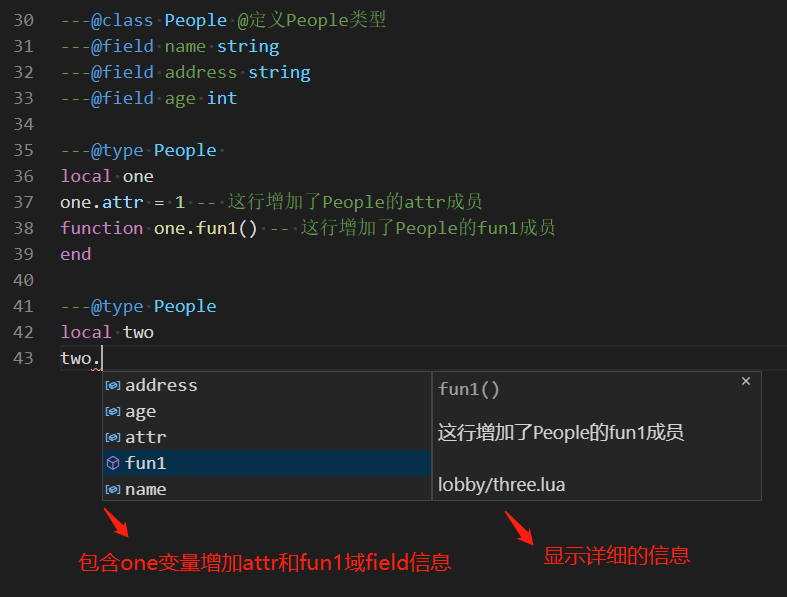 30 ---@class People @定义People类型
31 ---@field name string
32 ---@field address string
33 ---@field age int
34
35 ---@type People
36 local one
37 one.attr = 1 -- 这行增加了People的attr成员
38 function one.fun1() -- 这行增加了People的fun1成员
39 end
40
41 ---@type People
42 local two
43 two.
address
age
attr
fun1
name
fun1()
这行增加了People的fun1成员
lobby/three.lua
包含one变量增加attr和fun1域field信息
显示详细的信息